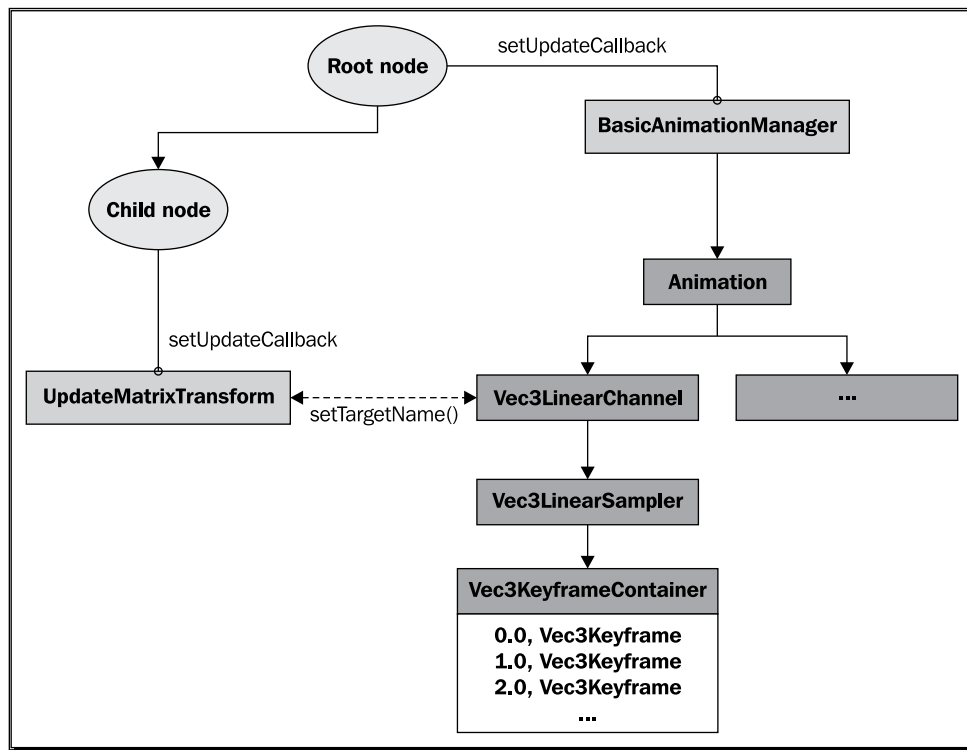 setUpdateCallback
Root node
BasicAnimationManager
Child node
Animation
setUpdateCallback
UpdateMatrixTransform
setTargetName()
Vec3LinearChannel
...
Vec3LinearSampler
Vec3KeyframeContainer
0.0, Vec3Keyframe
1.0, Vec3Keyframe
2.0, Vec3Keyframe
...